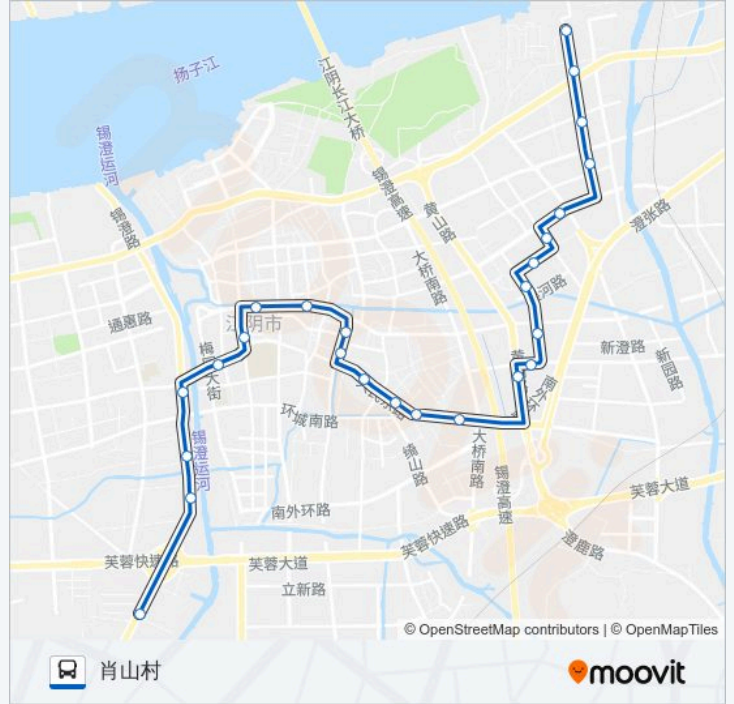 扬子江
江阴长江大桥
锡澄运河
锡澄高速
黄山路
澄张路
锡澄路
大桥南路
河路
通惠路
江阴市
梅园大街
新澄路
新园路
环城南路
锡澄运河
绮山路
大桥南路
锡澄高速
芙蓉大道
南外环路
芙蓉快速路
澄鹿路
芙蓉快速路
芙蓉大道
立新路
© OpenStreetMap contributors | © OpenMapTiles
肖山村
moovit